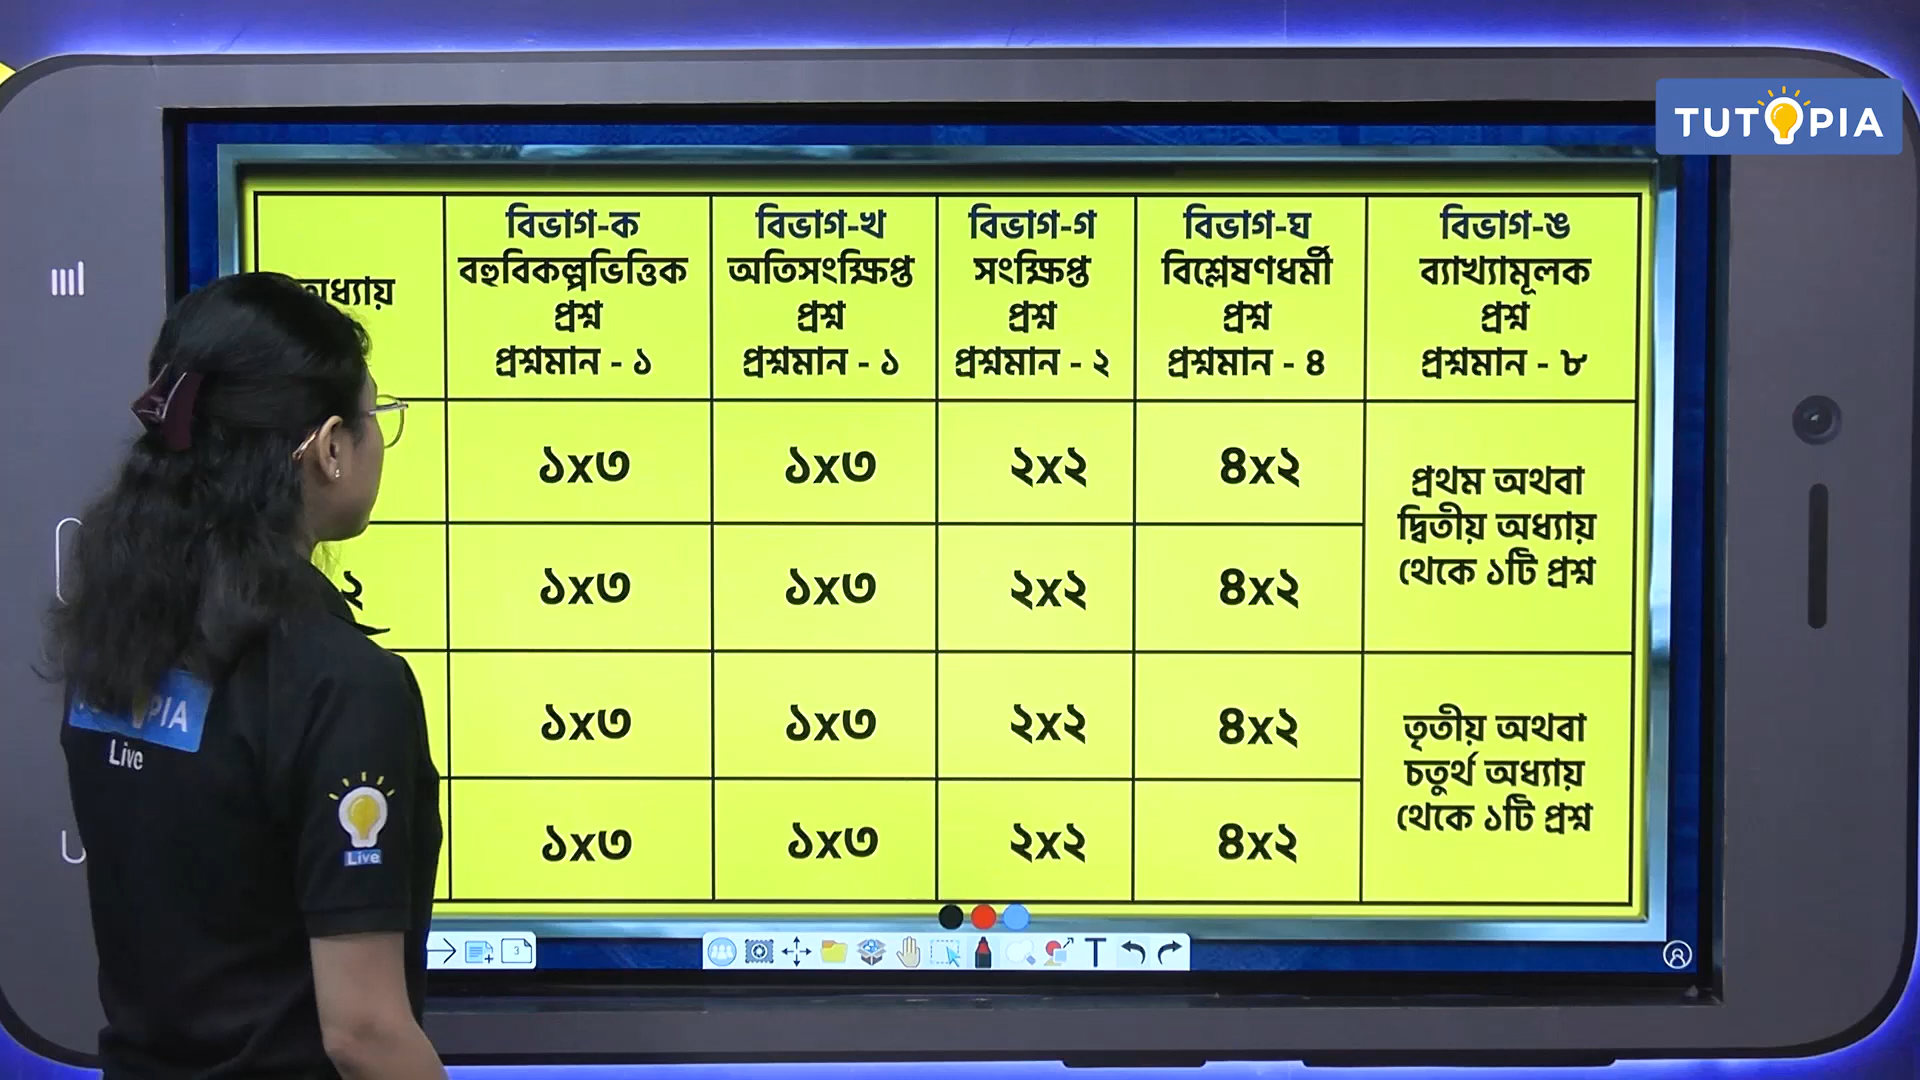 TUTOPIA
বিভাগ-ক
বহুবিকল্পভিত্তিক
প্রশ্ন
প্রশ্নমান - ১
বিভাগ-খ
অতিসংক্ষিপ্ত
প্রশ্ন
প্রশ্নমান - ১
বিভাগ-গ
সংক্ষিপ্ত
প্রশ্ন
প্রশ্নমান - ২
বিভাগ-ঘ
বিশ্লেষণধর্মী
প্রশ্ন
প্রশ্নমান - ৪
বিভাগ-ঙ
ব্যাখ্যামূলক
প্রশ্ন
প্রশ্নমান - ৮
১x৩ ১x৩ ২x২ ৪x২
প্রথম অথবা
দ্বিতীয় অধ্যায়
থেকে ১টি প্রশ্ন
২ ১x৩ ১x৩ ২x২ ৪x২
১x৩ ১x৩ ২x২ ৪x২
তৃতীয় অথবা
চতুর্থ অধ্যায়
থেকে ১টি প্রশ্ন
১x৩ ১x৩ ২x২ ৪x২
Live
Live
3
T